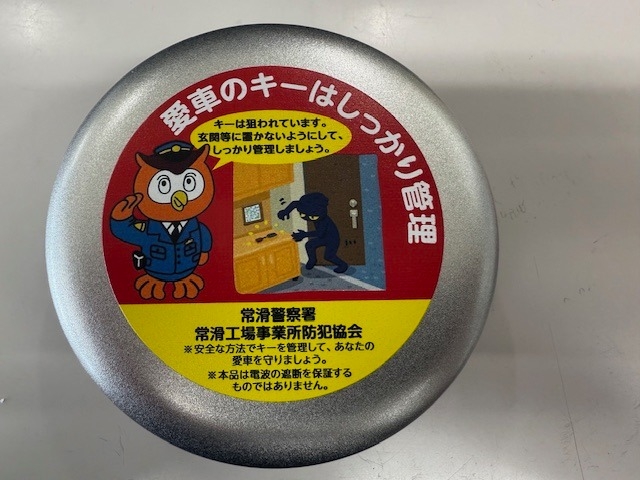 愛車のキーはしっかり管理
キーは狙われています。
玄関等に置かないようにして、
しっかり管理しましょう。
常滑警察署
常滑工場事業所防犯協会
※安全な方法でキーを管理して、あなたの
愛車を守りましょう。
※本品は電波の遮断を保証する
ものではありません。